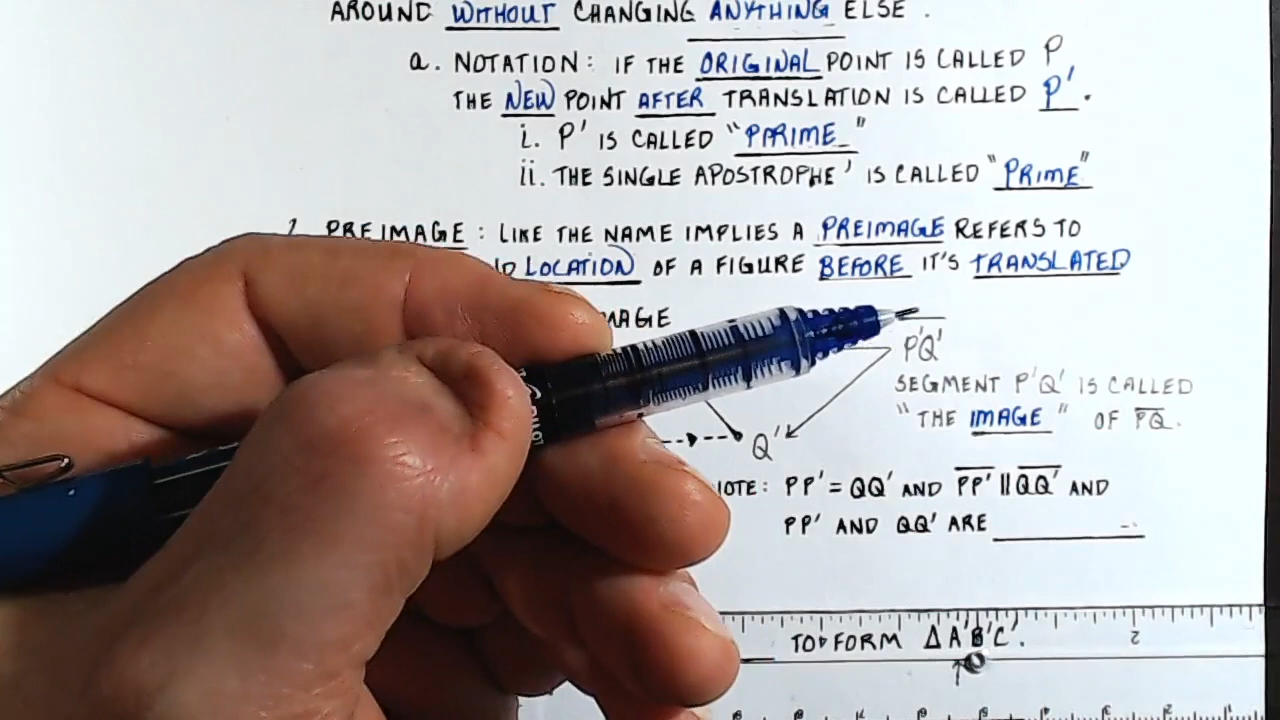 AROUND WITHOUT CHANGING ANYTHING ELSE.
a. NOTATION: IF THE ORIGINAL POINT IS CALLED P
THE NEW POINT AFTER TRANSLATION IS CALLED P'.
i. P' IS CALLED "PPRIME"
ii. THE SINGLE APOSTROPHE ' IS CALLED "PRIME"
PREIMAGE: LIKE THE NAME IMPLIES A PREIMAGE REFERS TO
LOCATION OF A FIGURE BEFORE IT'S TRANSLATED
P'Q'
SEGMENT P'Q' IS CALLED
"THE IMAGE" OF PQ.
Q'
NOTE: PP' = QQ' AND PP' || QQ' AND
PP' AND QQ' ARE
TO FORM Δ A'B'C'.
2
PILOT